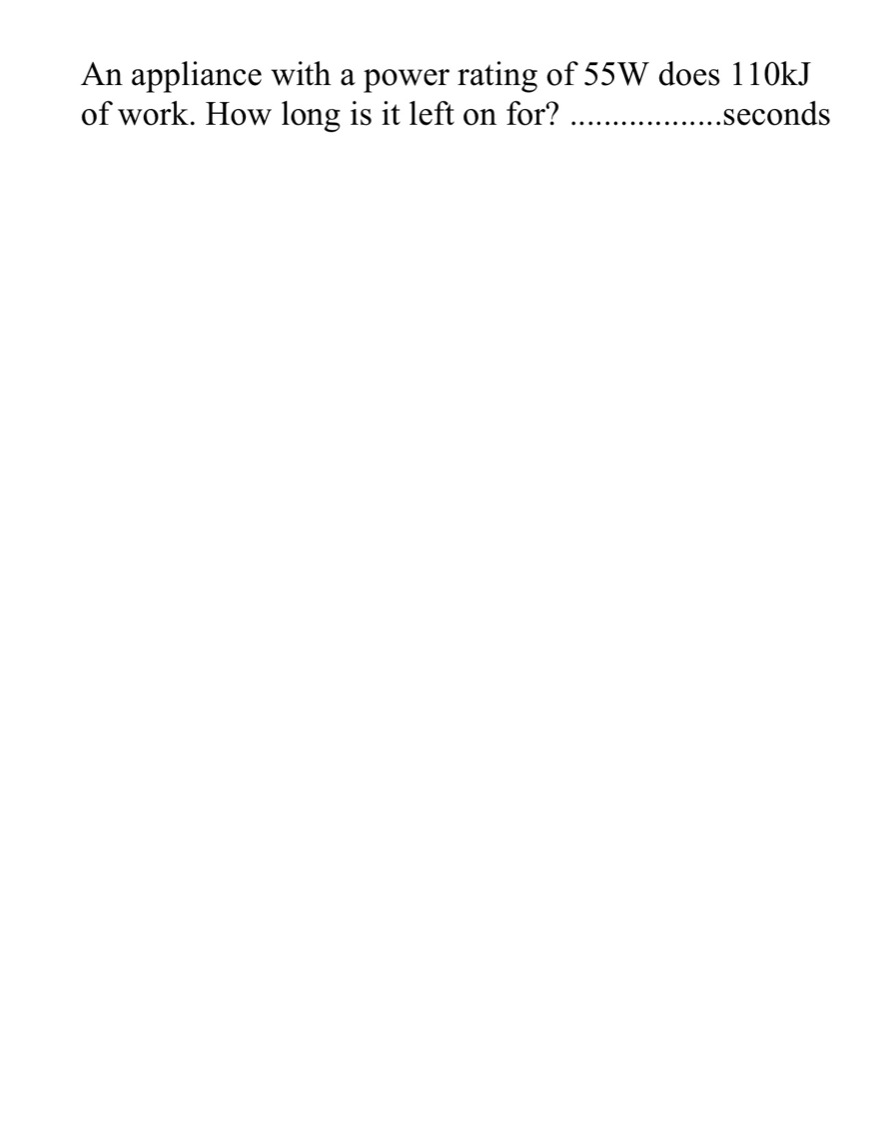 An appliance with a power rating of 55W does 110kJ
of work. How long is it left on for? ..................seconds